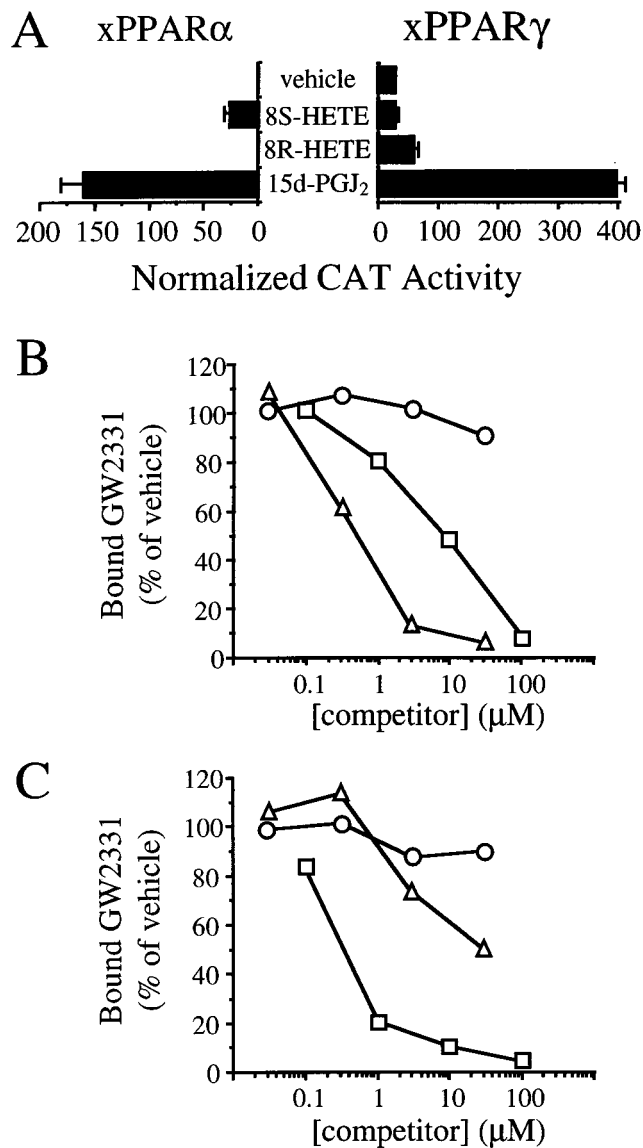 A
xPPARα
xPPARγ
vehicle
8S-HETE
8R-HETE
15d-PGJ₂
200 150 100 50 0
0 100 200 300 400
Normalized CAT Activity
B
Bound GW2331
(% of vehicle)
120
100
80
60
40
20
0
0.1 1 10 100
[competitor] (μM)
C
Bound GW2331
(% of vehicle)
120
100
80
60
40
20
0
0.1 1 10 100
[competitor] (μM)